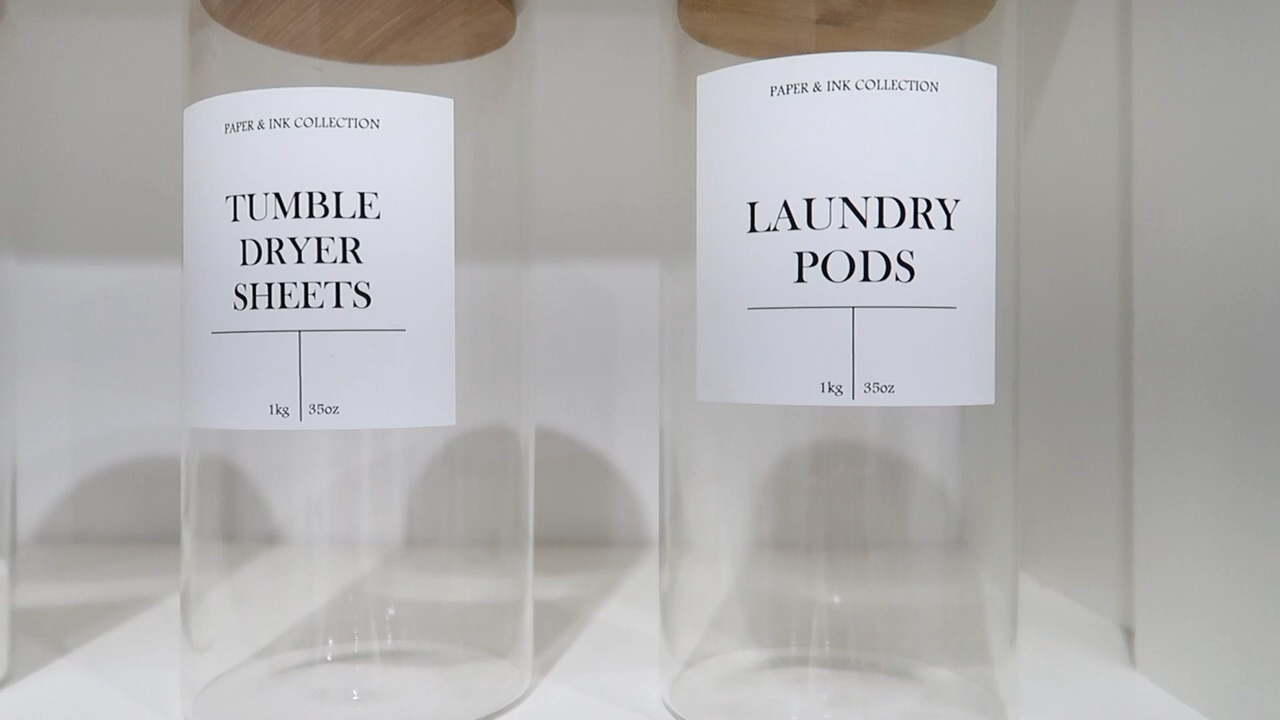 PAPER & INK COLLECTION
TUMBLE
DRYER
SHEETS
1kg 35oz
PAPER & INK COLLECTION
LAUNDRY
PODS
1kg 35oz